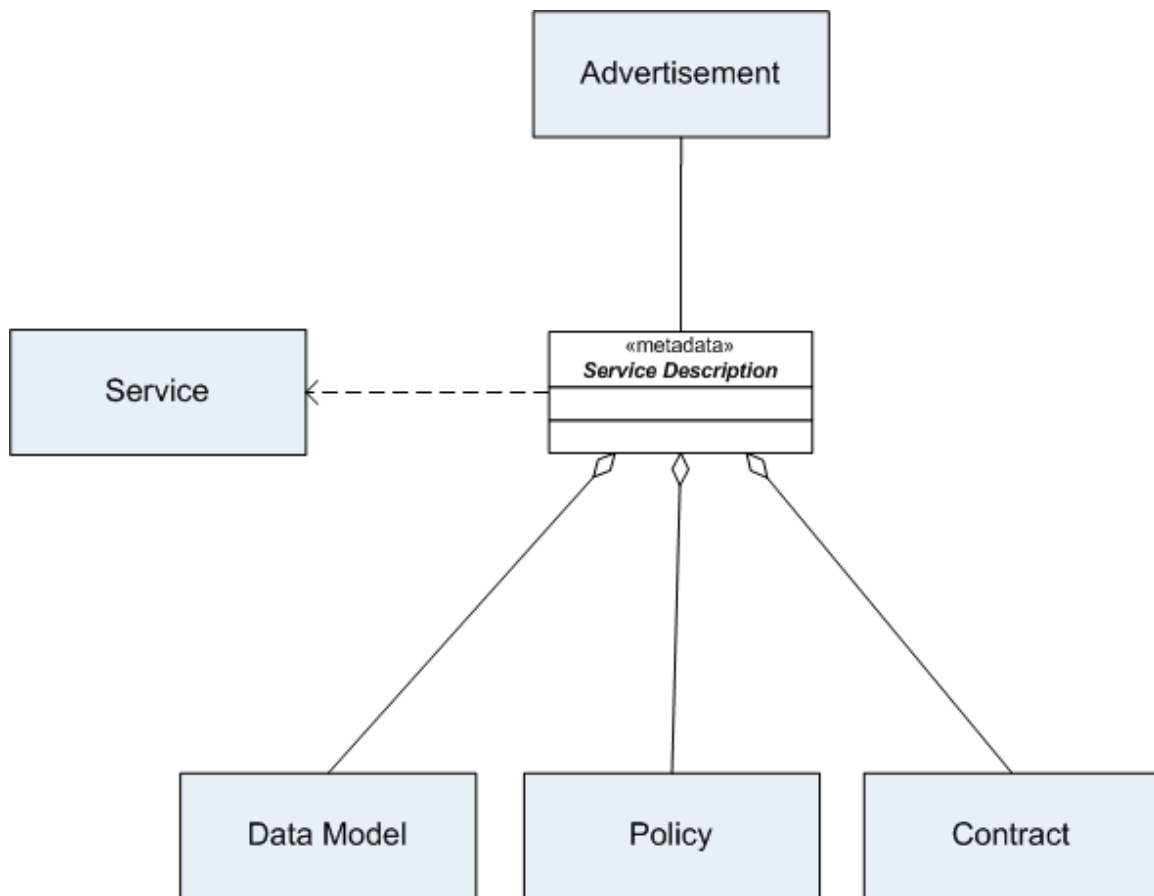 Advertisement
«metadata»
Service Description
Service
Data Model
Policy
Contract